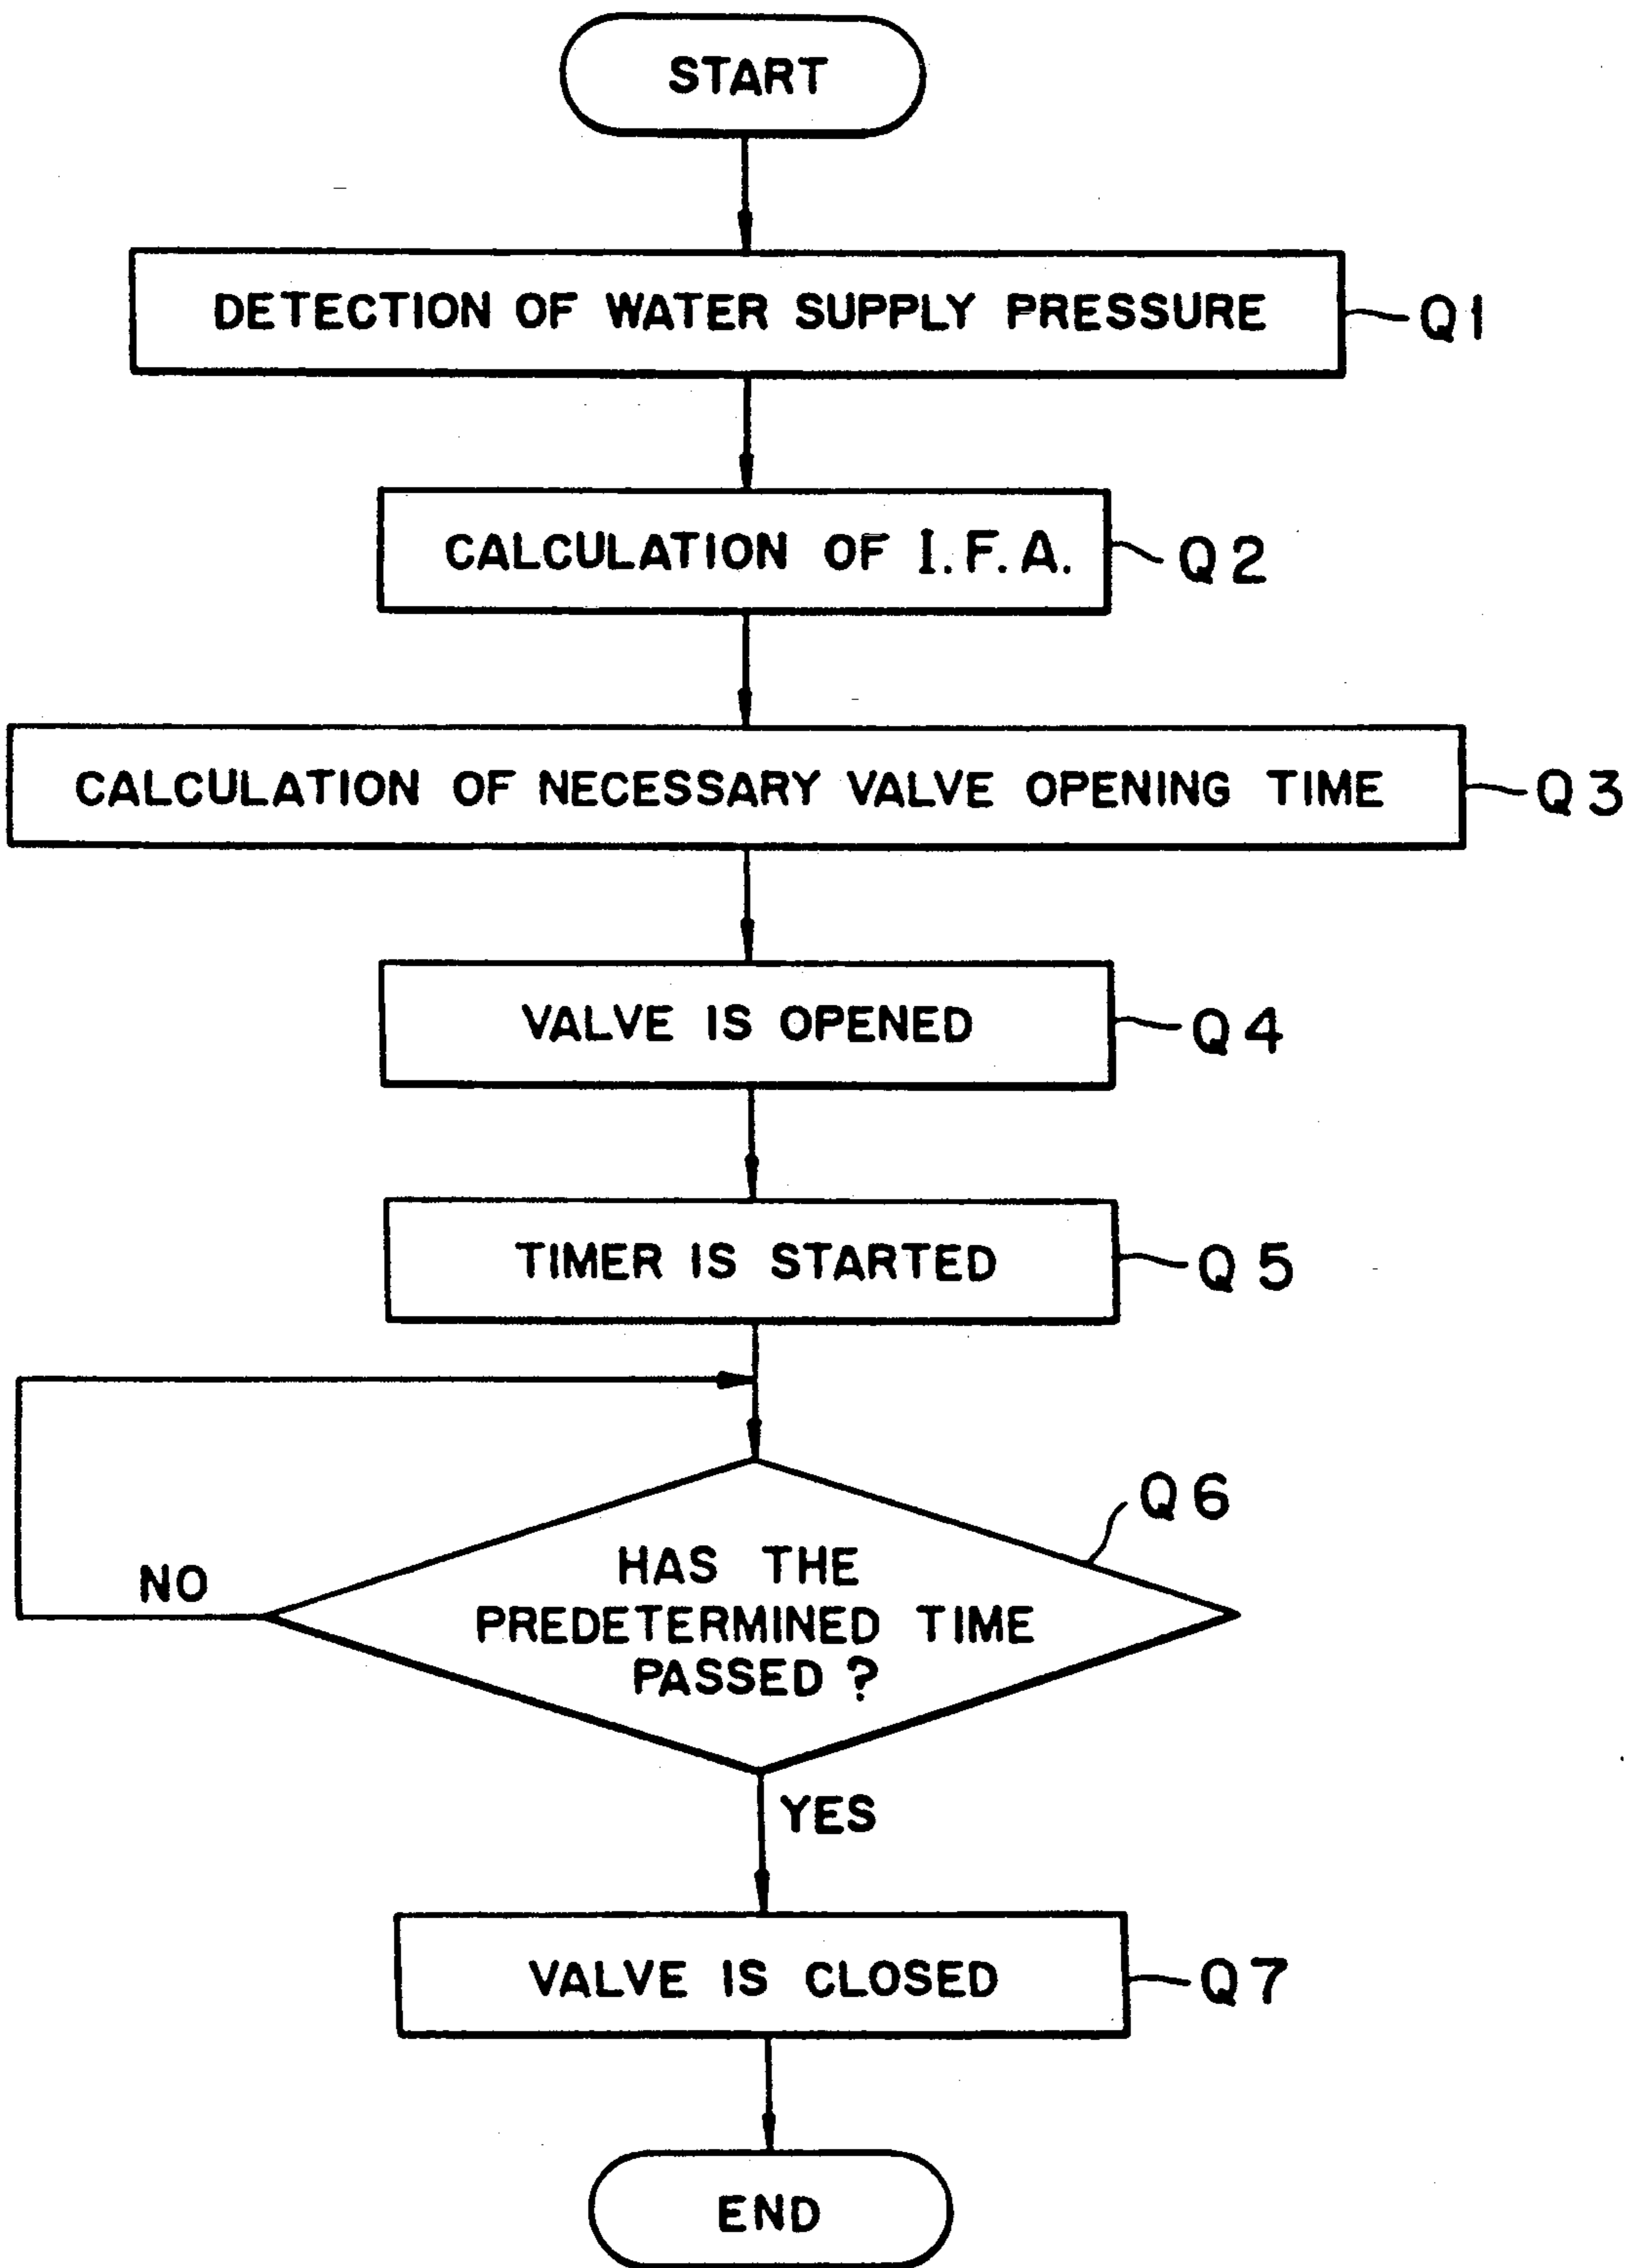 START
DETECTION OF WATER SUPPLY PRESSURE
Q1
CALCULATION OF I.F.A.
Q2
CALCULATION OF NECESSARY VALVE OPENING TIME
Q3
VALVE IS OPENED
Q4
TIMER IS STARTED
Q5
Q6
HAS THE
PREDETERMINED TIME
PASSED ?
NO
YES
VALVE IS CLOSED
Q7
END